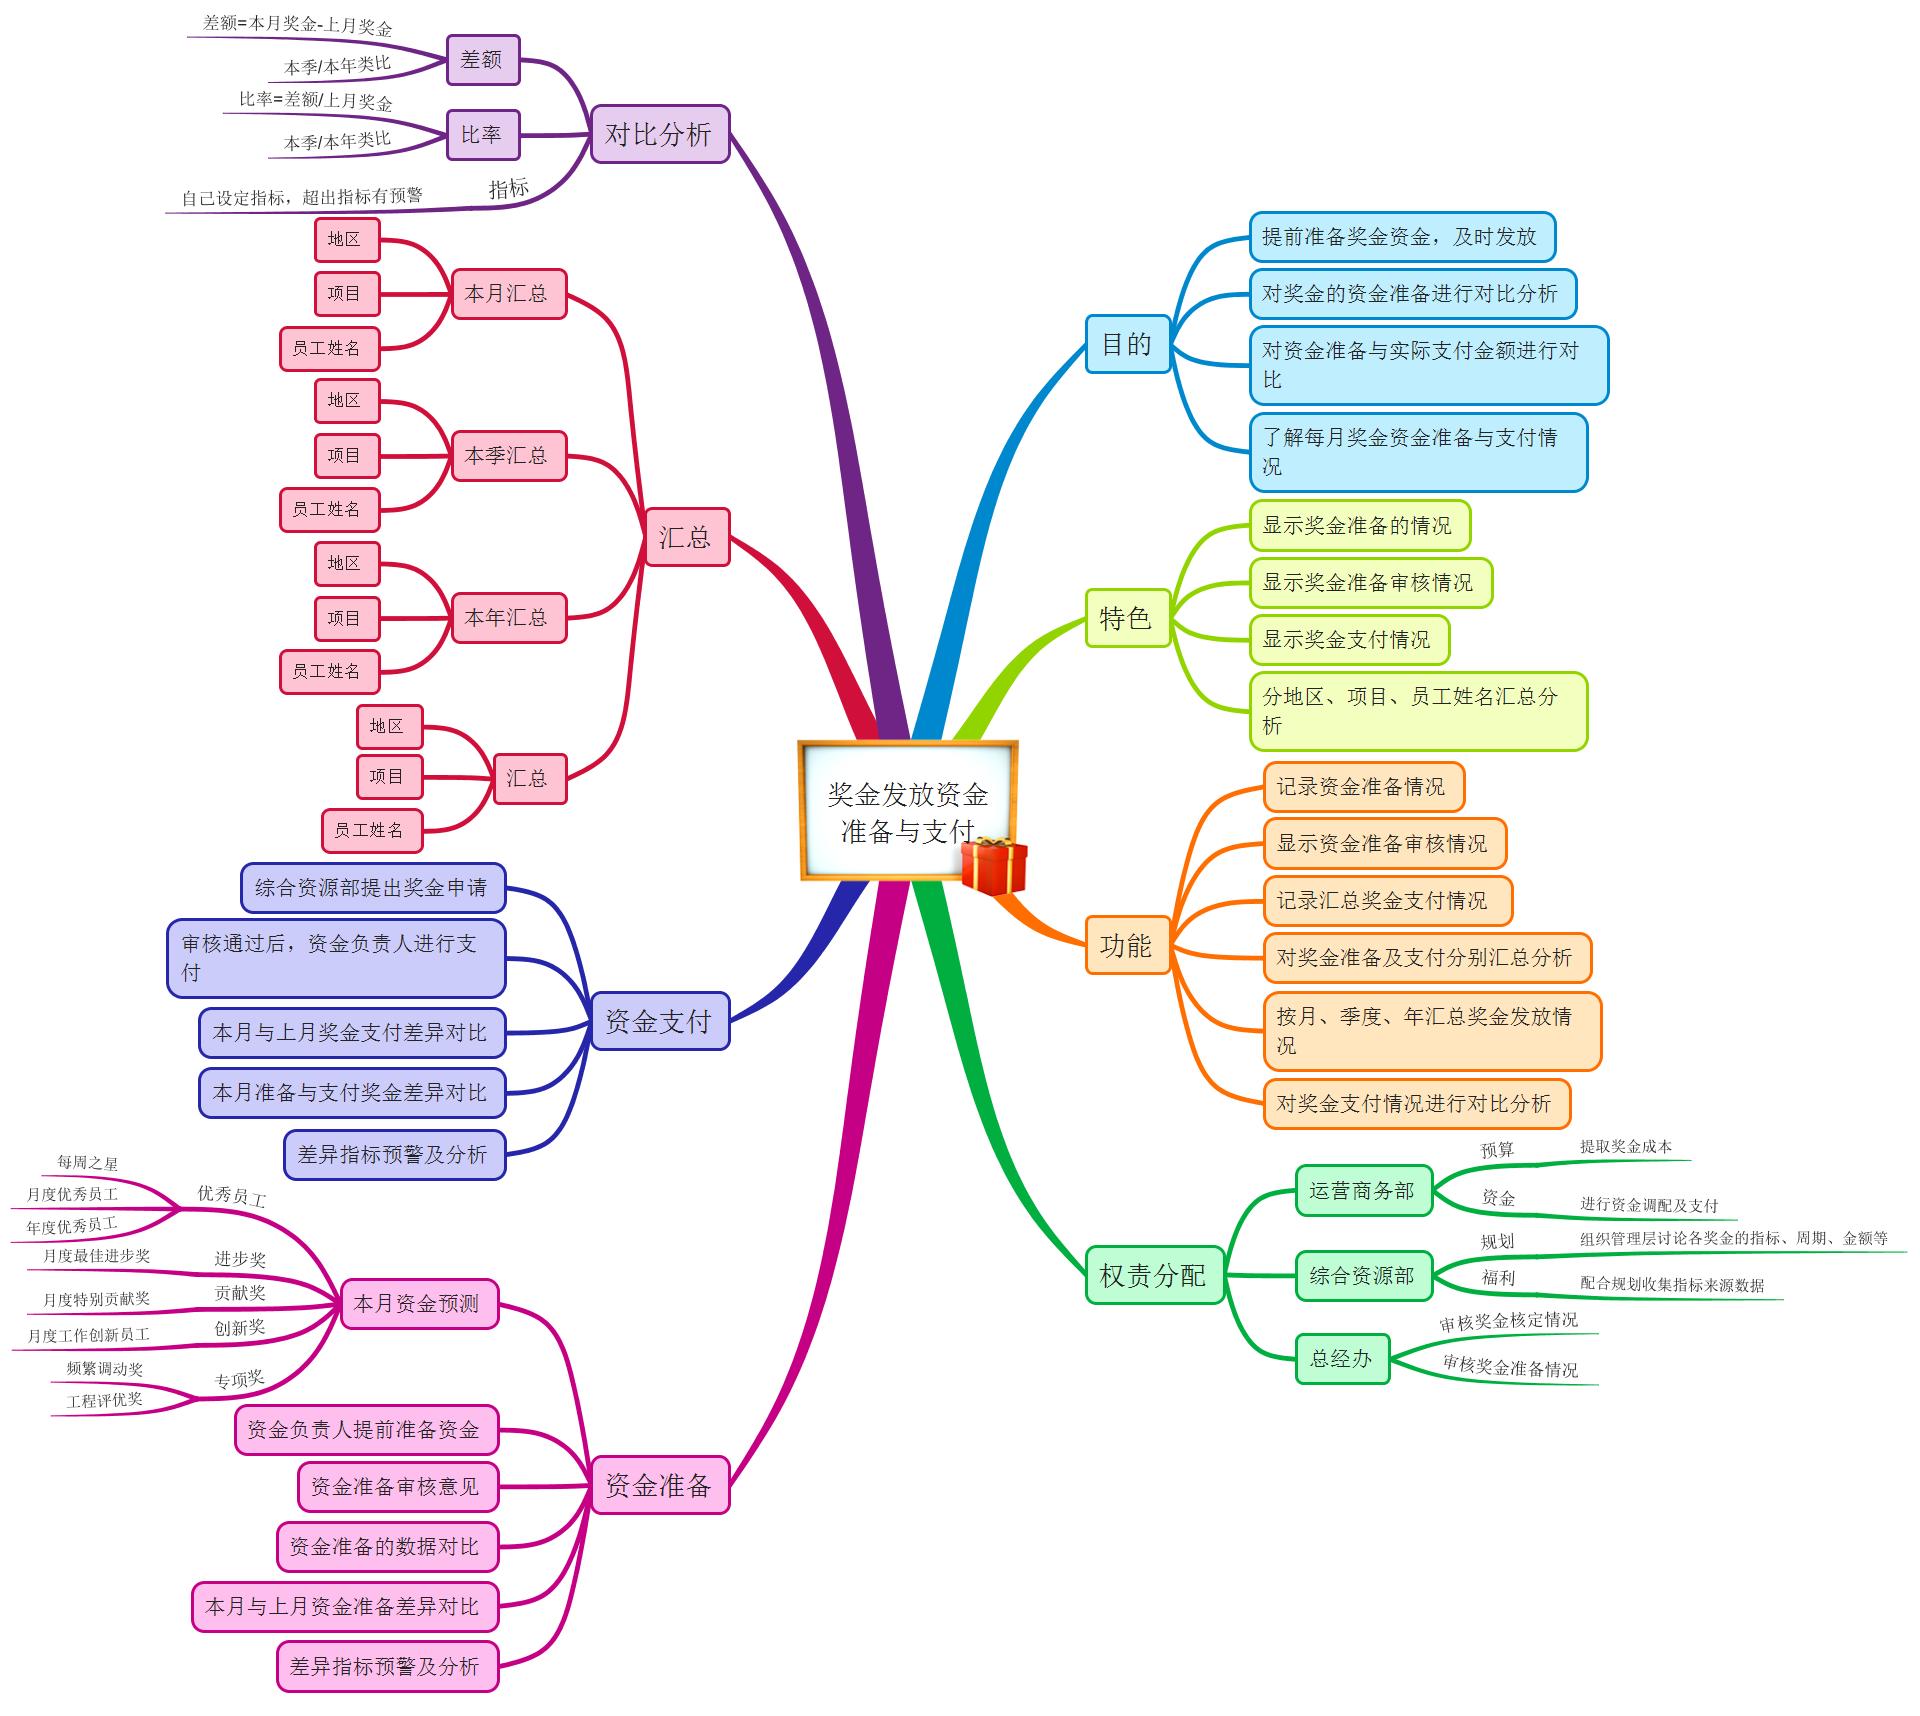 奖金发放资金
准备与支付
目的
提前准备奖金资金，及时发放
对奖金的资金准备进行对比分析
对资金准备与实际支付金额进行对
比
了解每月奖金资金准备与支付情
况
特色
显示奖金准备的情况
显示奖金准备审核情况
显示奖金支付情况
分地区、项目、员工姓名汇总分
析
功能
记录资金准备情况
显示资金准备审核情况
记录汇总奖金支付情况
对奖金准备及支付分别汇总分析
按月、季度、年汇总奖金发放情
况
对奖金支付情况进行对比分析
权责分配
运营商务部
预算
提取奖金成本
资金
进行资金调配及支付
综合资源部
规划
组织管理层讨论各奖金的指标、周期、金额等
福利
配合规划收集指标来源数据
总经办
审核奖金核定情况
审核奖金准备情况
对比分析
差额
差额=本月奖金-上月奖金
本季/本年类比
比率
比率=差额/上月奖金
本季/本年类比
指标
自己设定指标，超出指标有预警
汇总
本月汇总
地区
项目
员工姓名
本季汇总
地区
项目
员工姓名
本年汇总
地区
项目
员工姓名
汇总
地区
项目
员工姓名
资金支付
综合资源部提出奖金申请
审核通过后，资金负责人进行支
付
本月与上月奖金支付差异对比
本月准备与支付奖金差异对比
差异指标预警及分析
资金准备
本月资金预测
优秀员工
每周之星
月度优秀员工
年度优秀员工
进步奖
月度最佳进步奖
贡献奖
月度特别贡献奖
创新奖
月度工作创新员工
专项奖
频繁调动奖
工程评优奖
资金负责人提前准备资金
资金准备审核意见
资金准备的数据对比
本月与上月资金准备差异对比
差异指标预警及分析